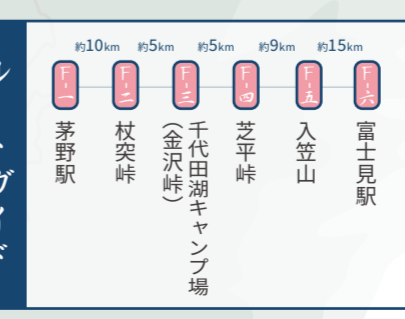 約10km 約5km 約5km 約9km 約15km
F-一 F-二 F-三 F-四 F-五 F-六
茅野駅
杖突峠
千代田湖キャンプ場
(金沢峠)
芝平峠
入笠山
富士見駅